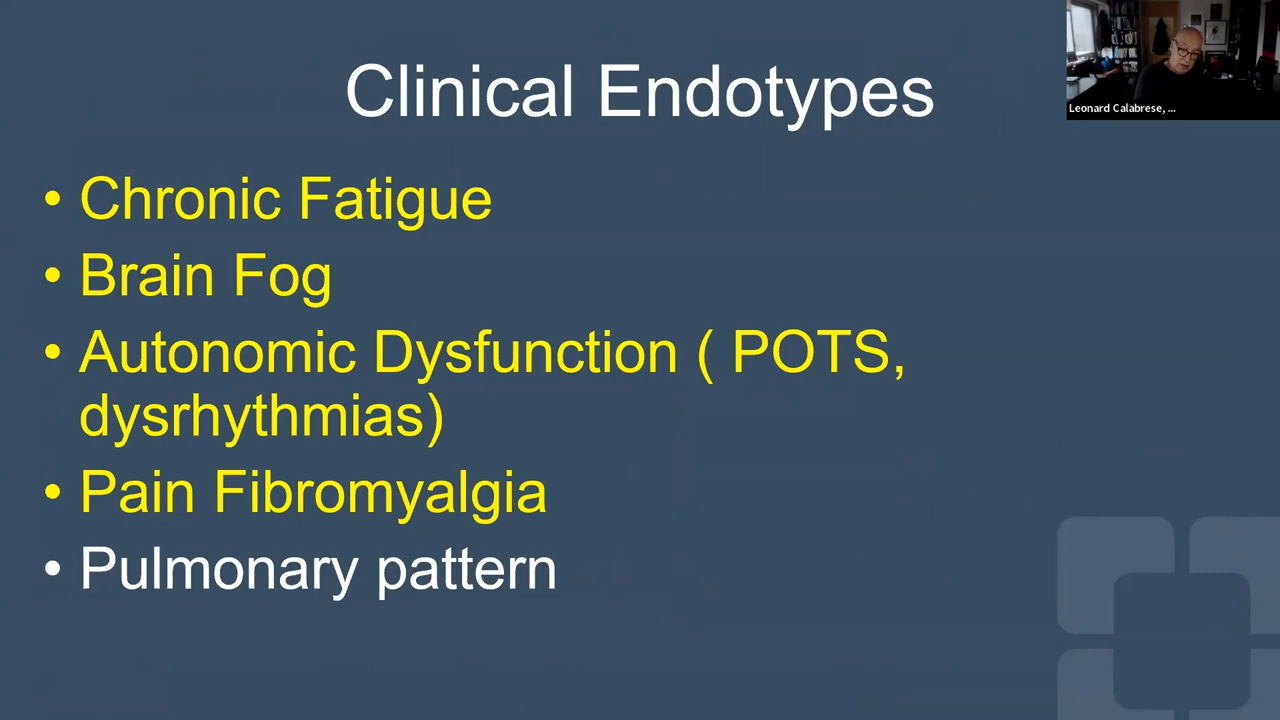 Clinical Endotypes
Leonard Calabrese, ...
• Chronic Fatigue
• Brain Fog
• Autonomic Dysfunction ( POTS,
dysrhythmias)
• Pain Fibromyalgia
• Pulmonary pattern